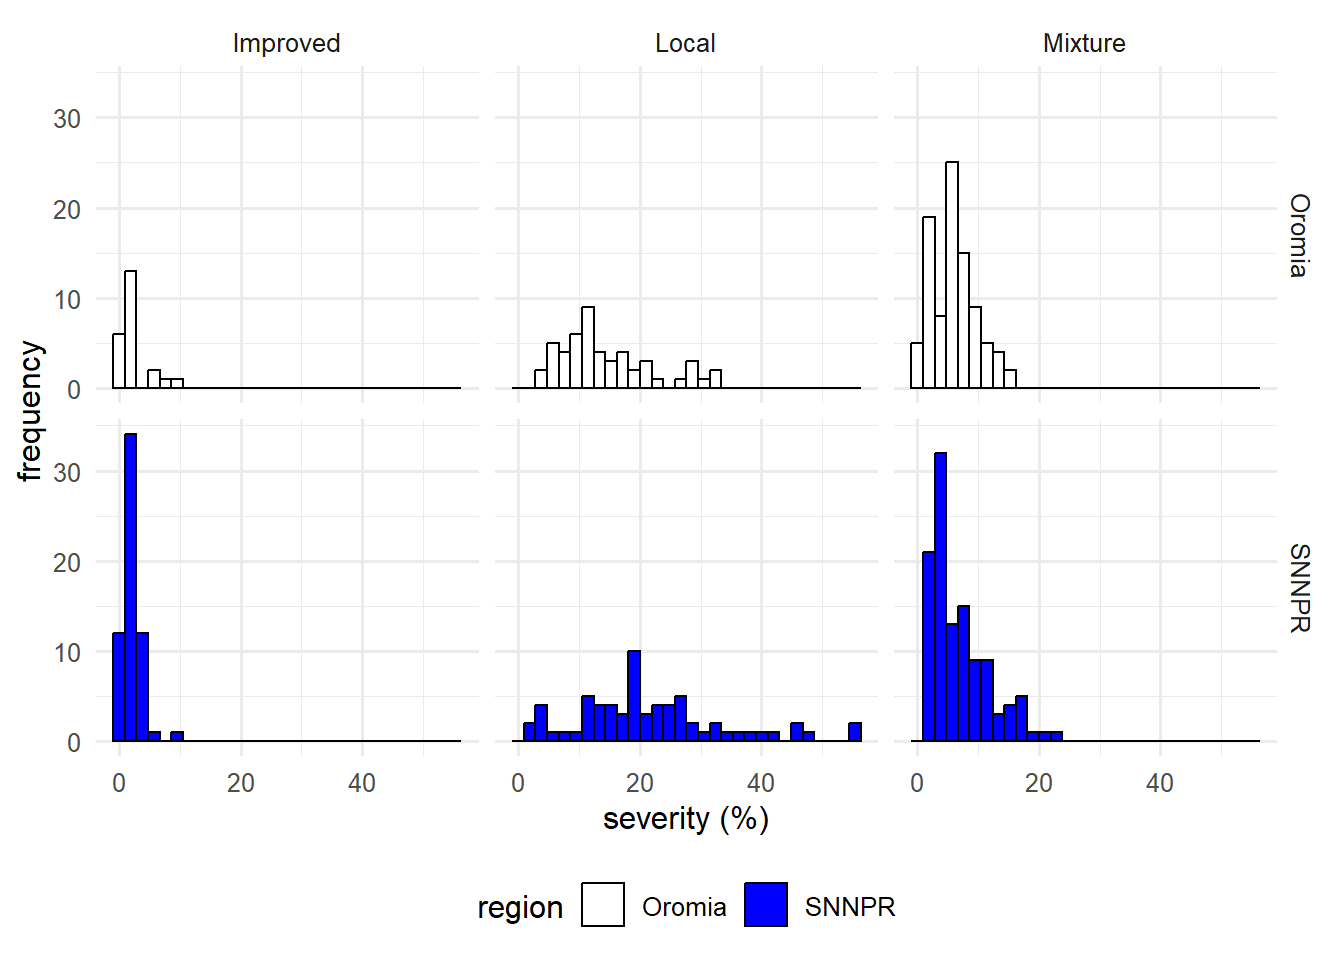 Improved Local Mixture
30
20
10
0
Oromia
30
20
10
0
SNNPR
frequency
0 20 40 0 20 40 0 20 40
severity (%)
region Oromia SNNPR